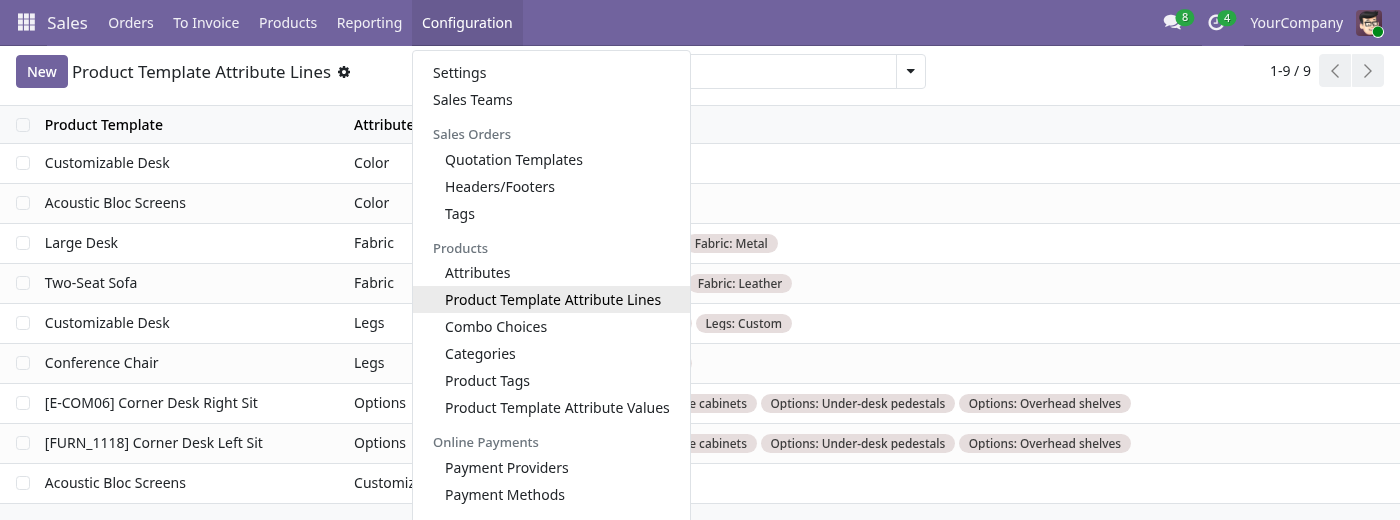 Sales Orders To Invoice Products Reporting Configuration 8 4 YourCompany
New Product Template Attribute Lines 1-9 / 9
Settings
Sales Teams
Sales Orders
Quotation Templates
Headers/Footers
Tags
Products
Attributes
Product Template Attribute Lines
Combo Choices
Categories
Product Tags
Product Template Attribute Values
Online Payments
Payment Providers
Payment Methods
Product Template Attribute
Customizable Desk Color
Acoustic Bloc Screens Color
Large Desk Fabric Fabric: Metal
Two-Seat Sofa Fabric Fabric: Leather
Customizable Desk Legs Legs: Custom
Conference Chair Legs
[E-COM06] Corner Desk Right Sit Options cabinets Options: Under-desk pedestals Options: Overhead shelves
[FURN_1118] Corner Desk Left Sit Options cabinets Options: Under-desk pedestals Options: Overhead shelves
Acoustic Bloc Screens